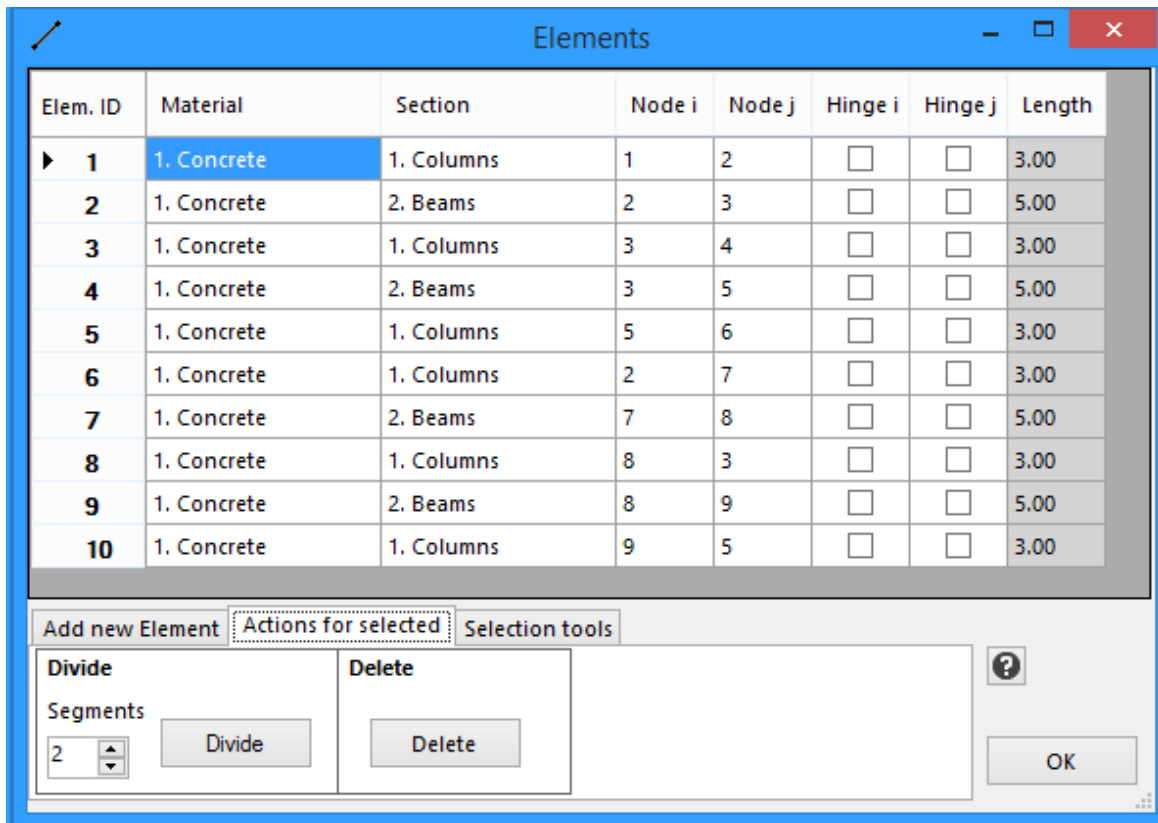 Elements
Elem. ID Material Section Node i Node j Hinge i Hinge j Length
1 1. Concrete 1. Columns 1 2 3.00
2 1. Concrete 2. Beams 2 3 5.00
3 1. Concrete 1. Columns 3 4 3.00
4 1. Concrete 2. Beams 3 5 5.00
5 1. Concrete 1. Columns 5 6 3.00
6 1. Concrete 1. Columns 2 7 3.00
7 1. Concrete 2. Beams 7 8 5.00
8 1. Concrete 1. Columns 8 3 3.00
9 1. Concrete 2. Beams 8 9 5.00
10 1. Concrete 1. Columns 9 5 3.00
Add new Element Actions for selected Selection tools
Divide Delete
Segments
2 Divide Delete
?
OK